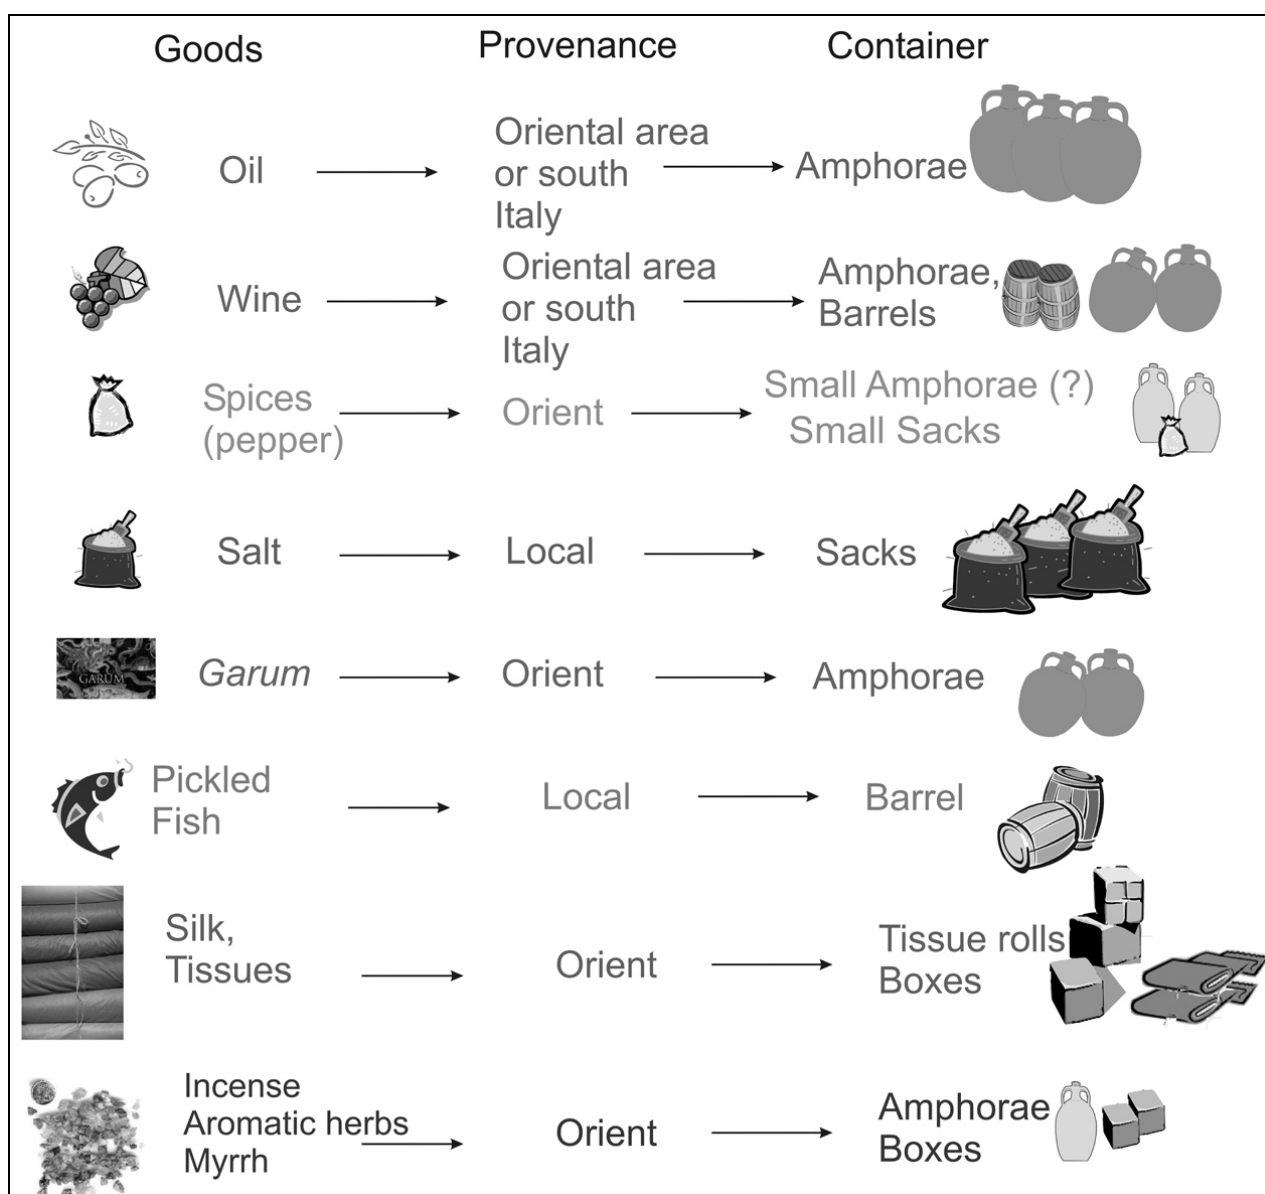 Goods Provenance Container
Oil
Oriental area
or south
Italy
Amphorae
Wine
Oriental area
or south
Italy
Amphorae,
Barrels
Spices
(pepper)
Orient
Small Amphorae (?)
Small Sacks
Salt
Local
Sacks
GARUM
Garum
Orient
Amphorae
Pickled
Fish
Local
Barrel
Silk,
Tissues
Orient
Tissue rolls
Boxes
Incense
Aromatic herbs
Myrrh
Orient
Amphorae
Boxes